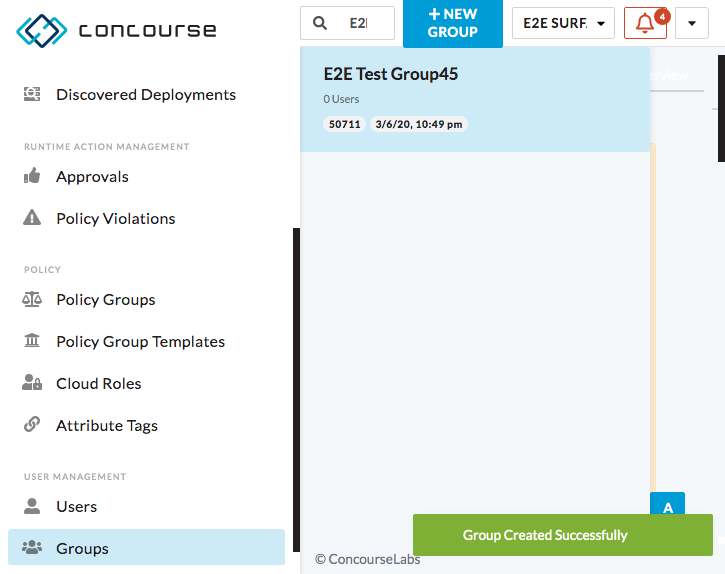 concourse
E2E
+ NEW
GROUP
E2E SURF
4
Discovered Deployments
RUNTIME ACTION MANAGEMENT
Approvals
Policy Violations
POLICY
Policy Groups
Policy Group Templates
Cloud Roles
Attribute Tags
USER MANAGEMENT
Users
Groups
E2E Test Group45
0 Users
50711 3/6/20, 10:49 pm
A
Group Created Successfully
© ConcourseLabs